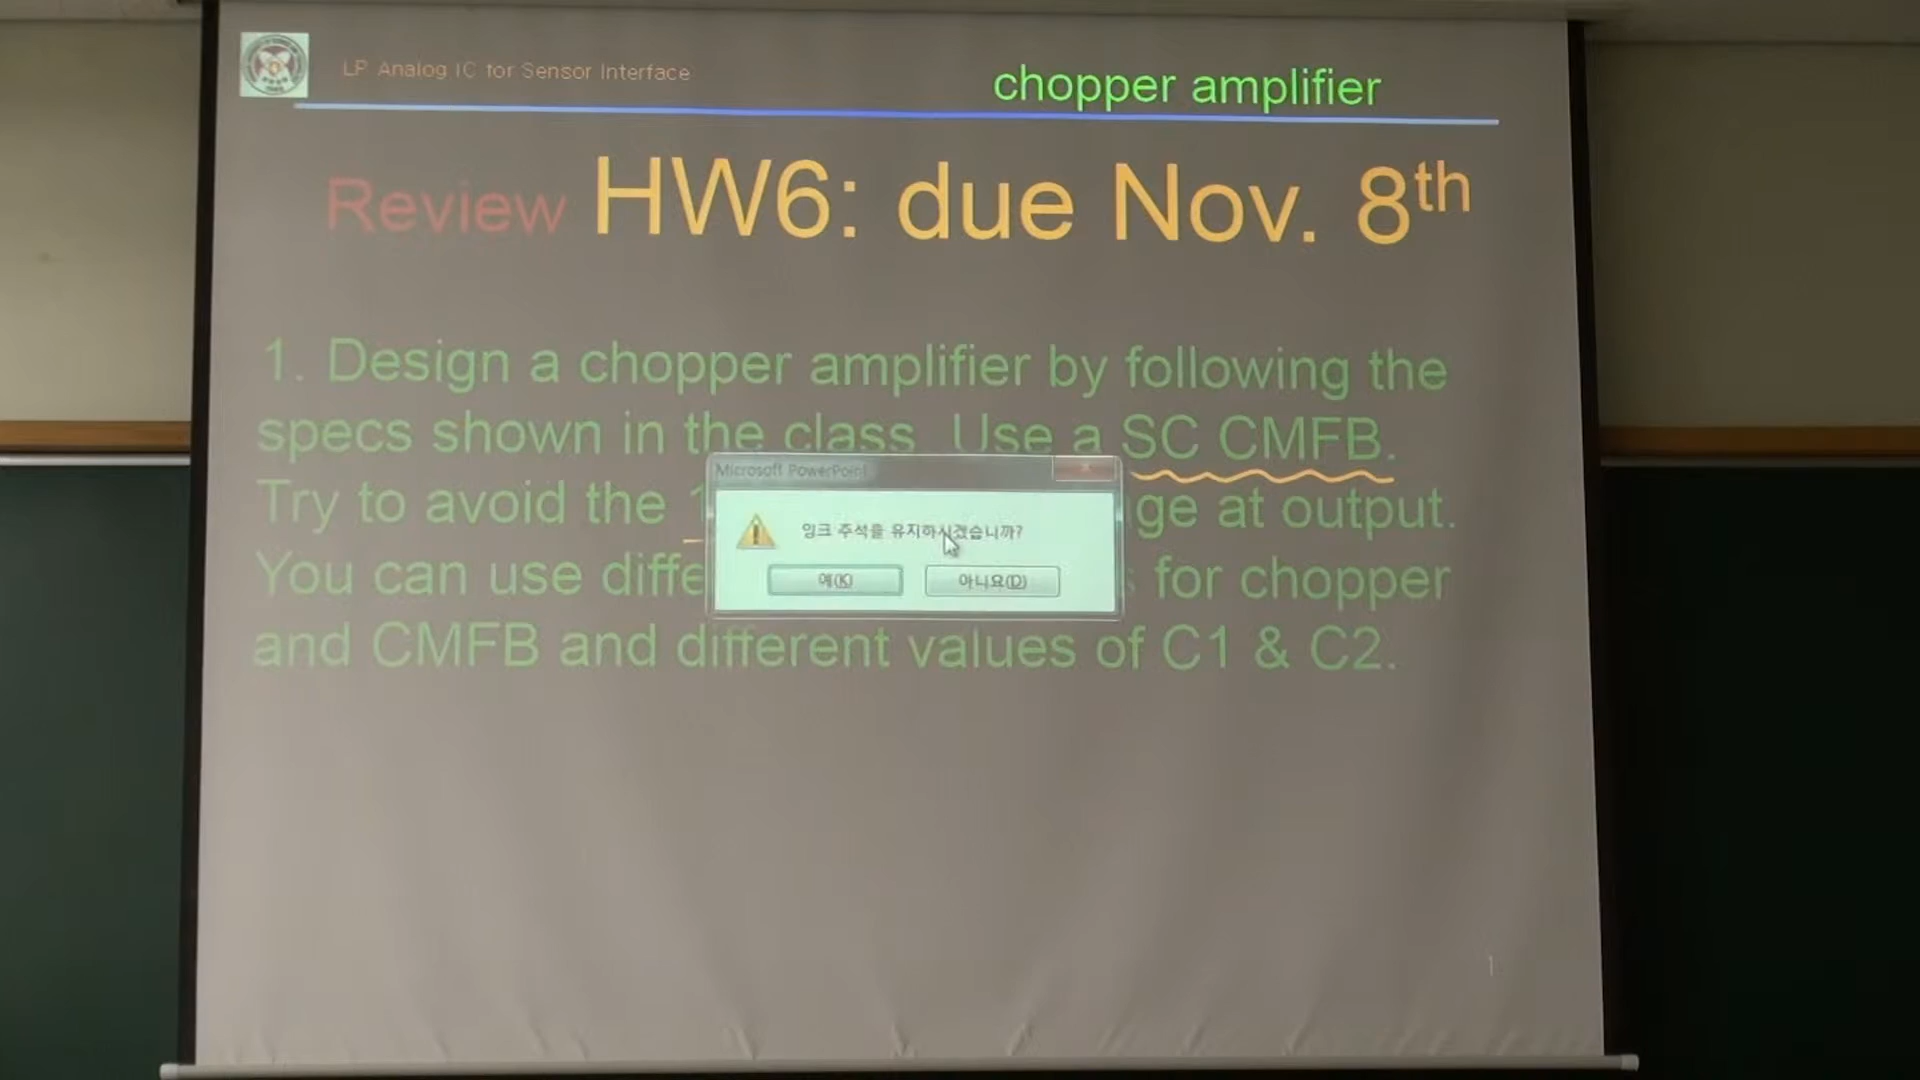 LP Analog IC for Sensor Interface
chopper amplifier
Review HW6: due Nov. 8th
1. Design a chopper amplifier by following the
specs shown in the class. Use a SC CMFB.
Try to avoid the ge at output.
You can use diffe for chopper
and CMFB and different values of C1 & C2.
Microsoft PowerPoint
잉크 주석을 유지하시겠습니까?
예(K) 아니요(D)
1